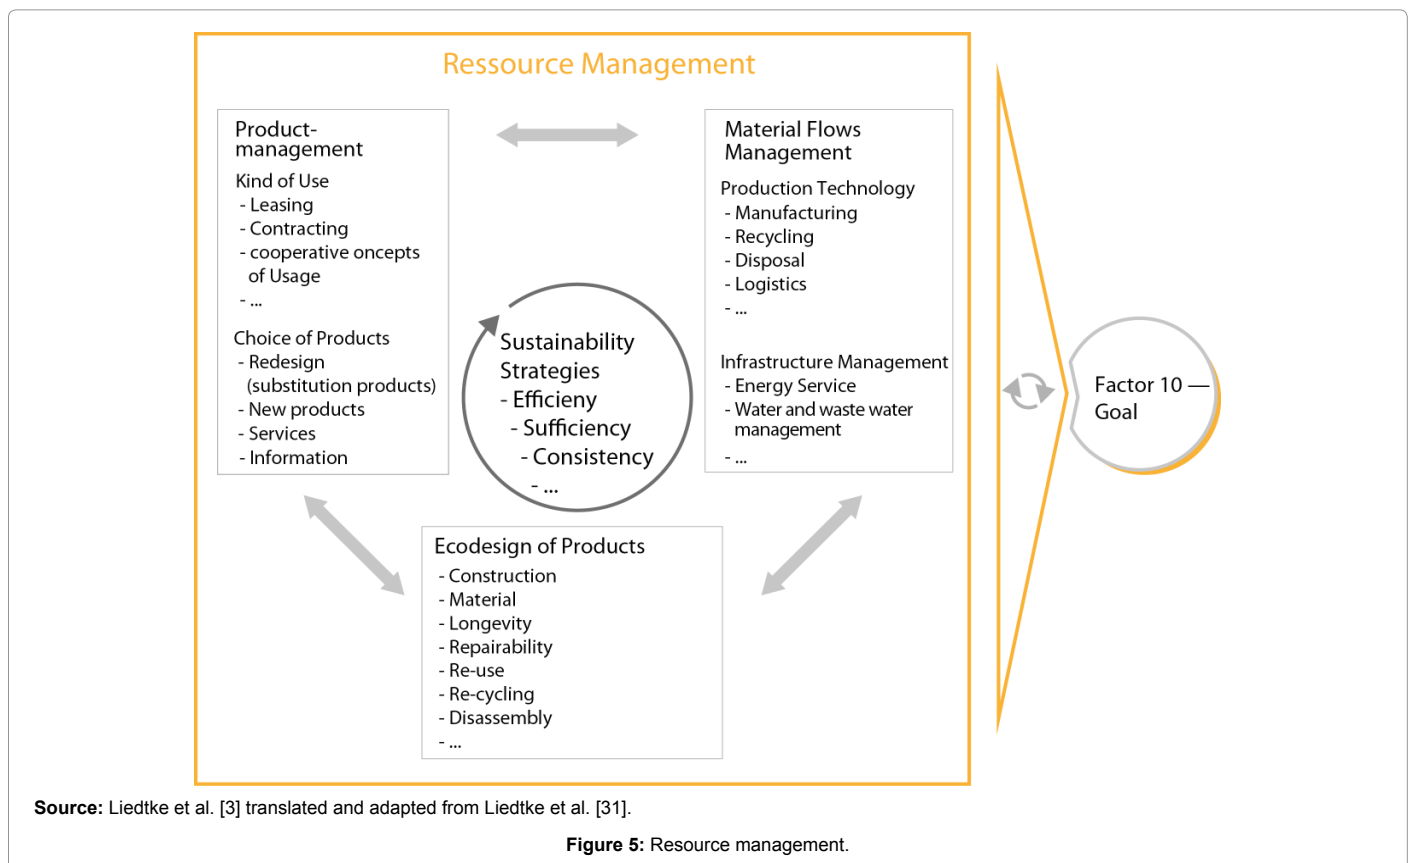 Ressource Management
Product-
management
Kind of Use
- Leasing
- Contracting
- cooperative oncepts
of Usage
- ...
Choice of Products
- Redesign
(substitution products)
- New products
- Services
- Information
Material Flows
Management
Production Technology
- Manufacturing
- Recycling
- Disposal
- Logistics
- ...
Infrastructure Management
- Energy Service
- Water and waste water
management
- ...
Sustainability
Strategies
- Efficieny
- Sufficiency
- Consistency
- ...
Ecodesign of Products
- Construction
- Material
- Longevity
- Repairability
- Re-use
- Re-cycling
- Disassembly
- ...
Factor 10 —
Goal
Source: Liedtke et al. [3] translated and adapted from Liedtke et al. [31].
Figure 5: Resource management.